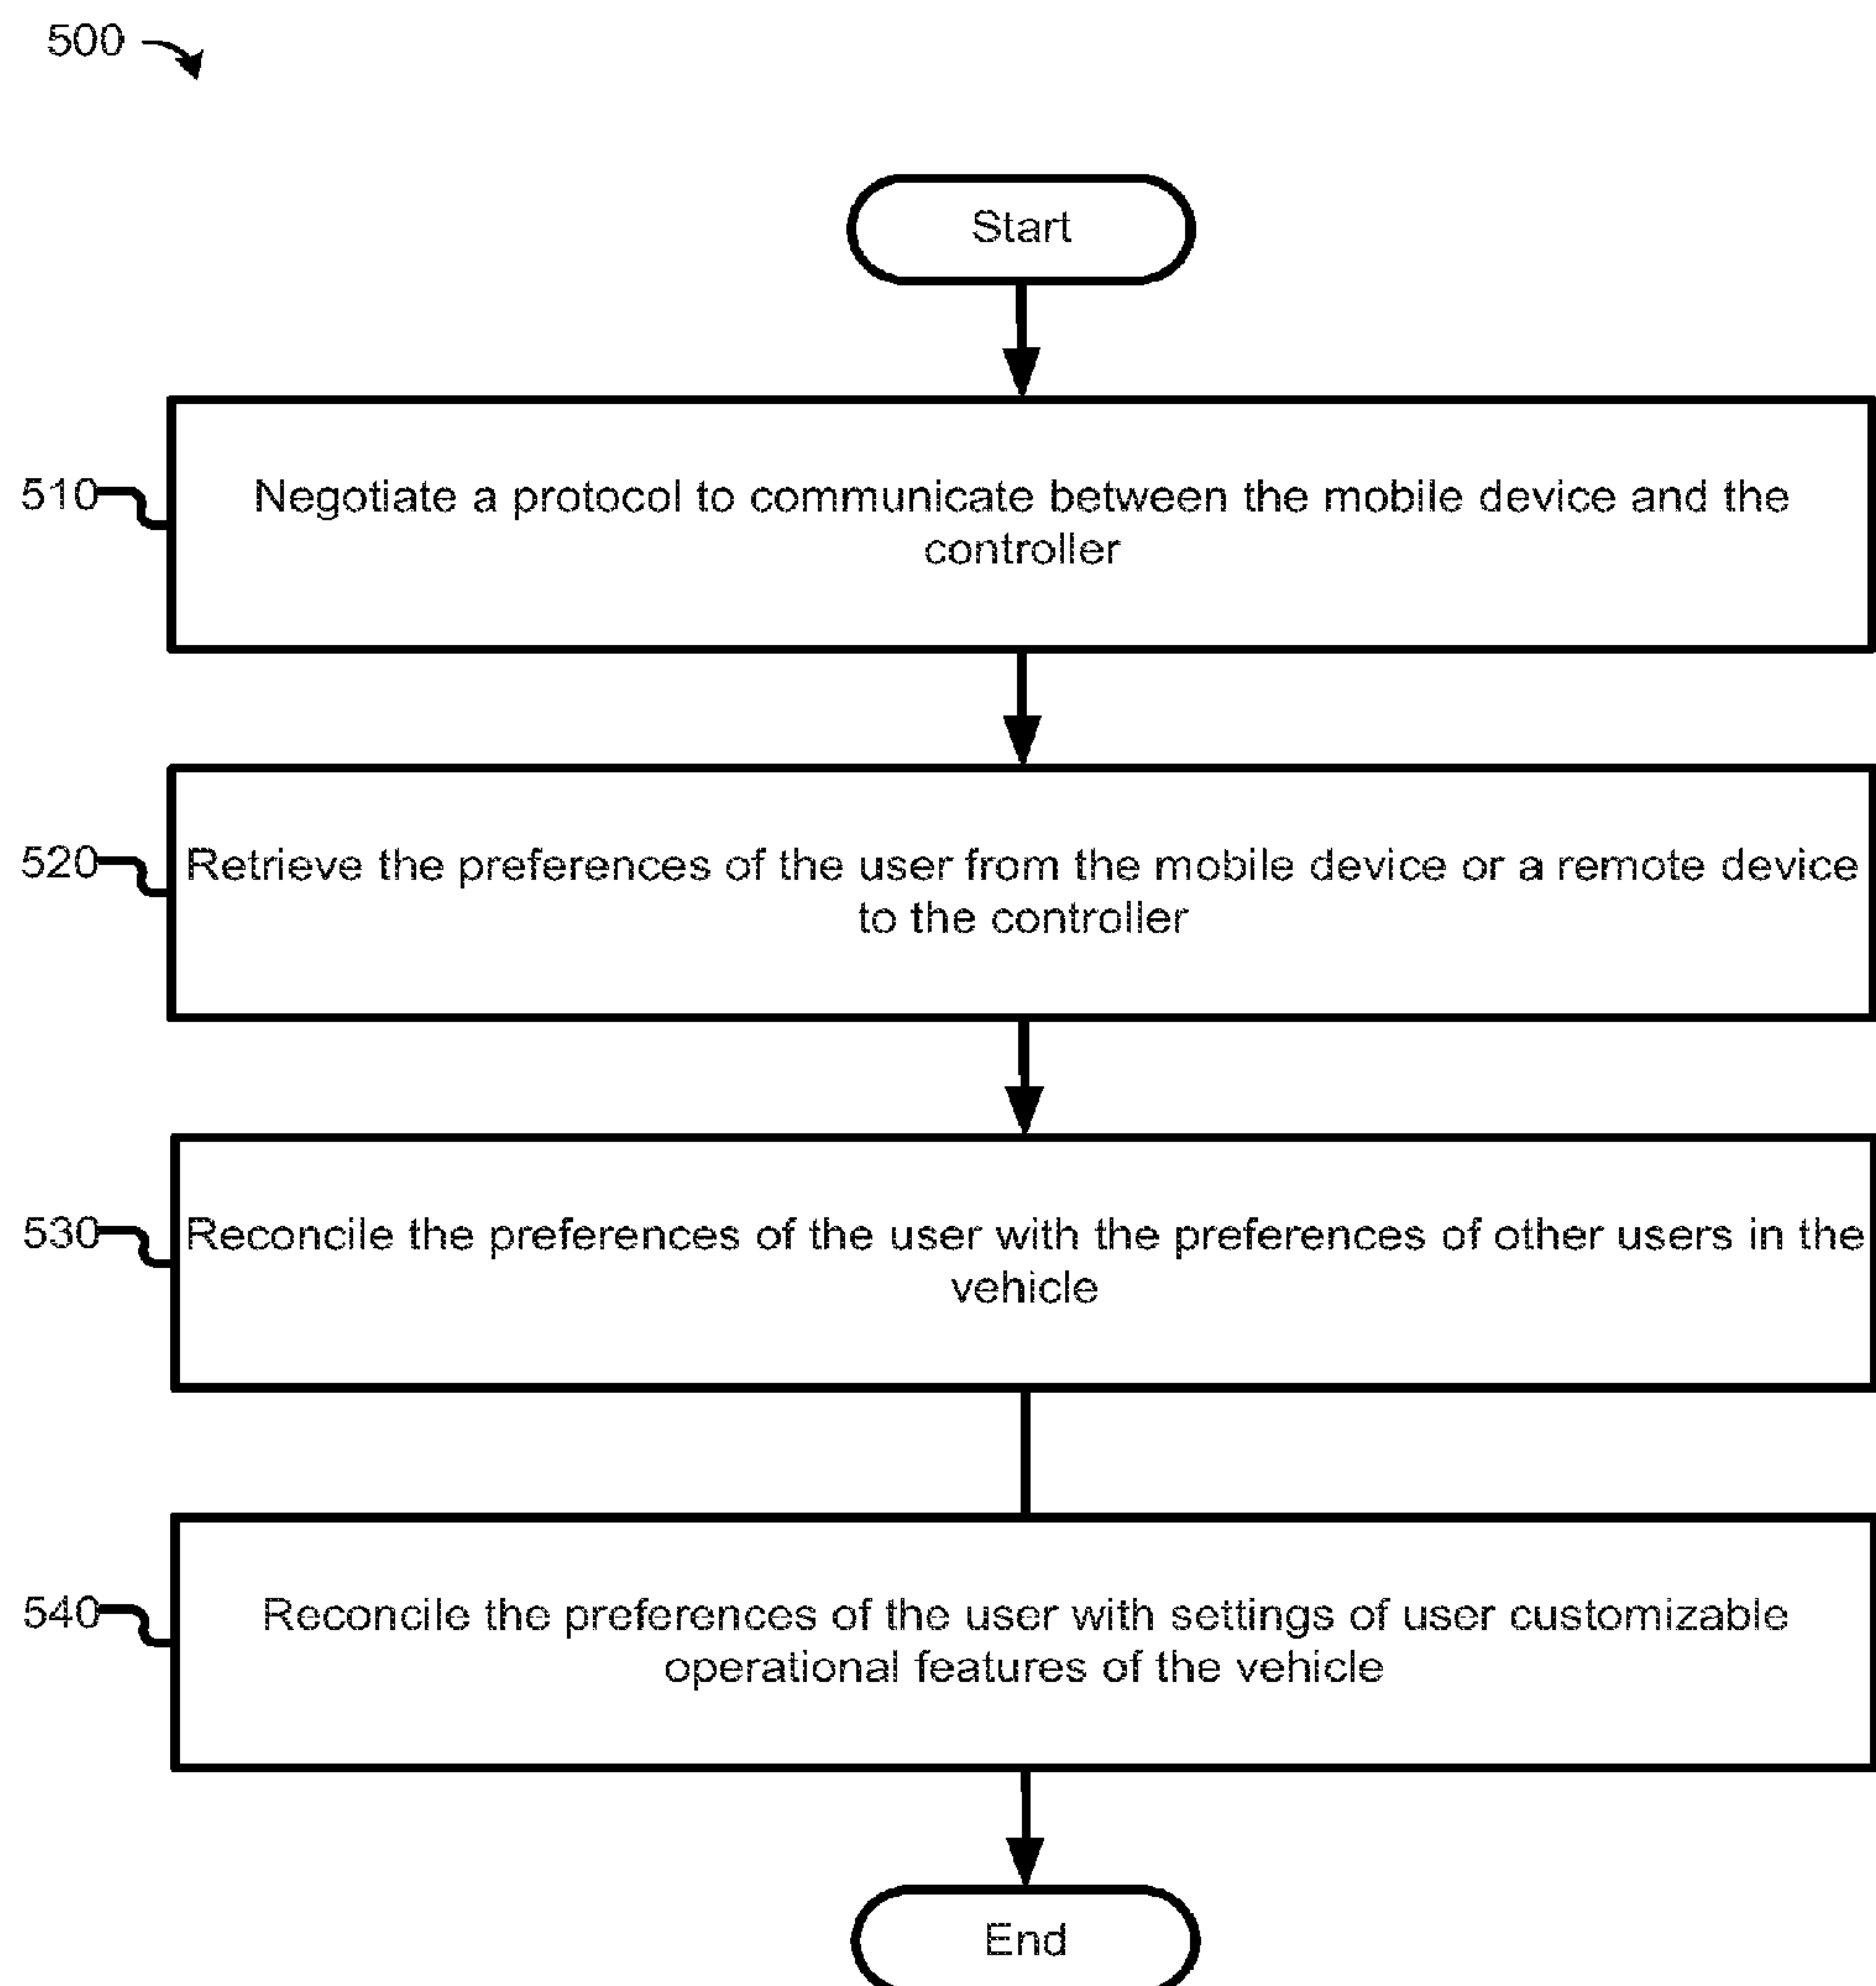 500
Start
510
Negotiate a protocol to communicate between the mobile device and the
controller
520
Retrieve the preferences of the user from the mobile device or a remote device
to the controller
530
Reconcile the preferences of the user with the preferences of other users in the
vehicle
540
Reconcile the preferences of the user with settings of user customizable
operational features of the vehicle
End